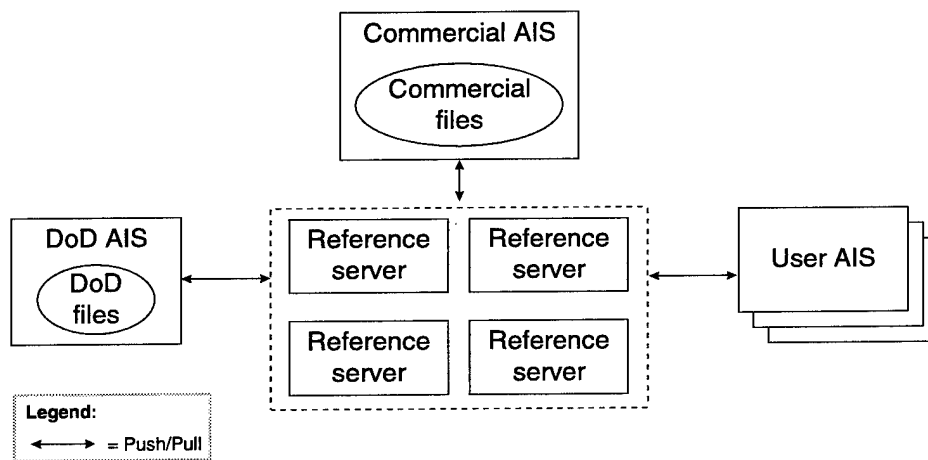 Commercial AIS
Commercial
files
DoD AIS
DoD
files
Reference
server
Reference
server
Reference
server
Reference
server
User AIS
Legend:
= Push/Pull